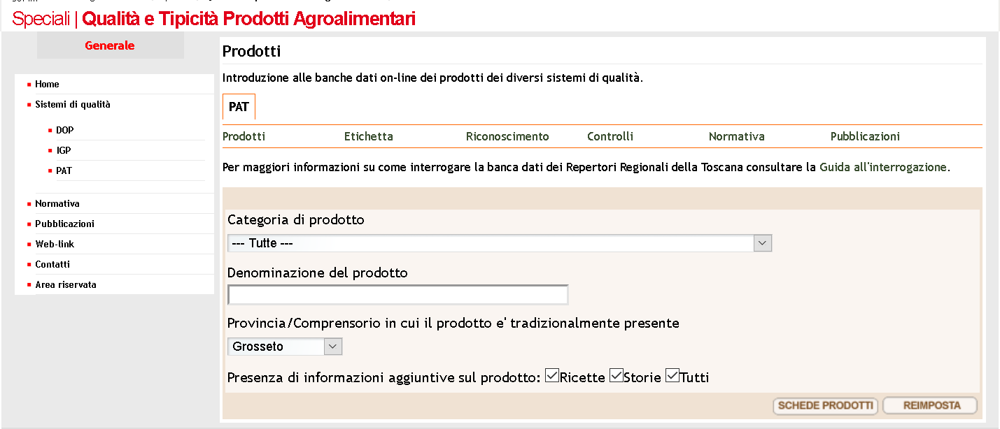 Speciali | Qualità e Tipicità Prodotti Agroalimentari
Generale
Home
Sistemi di qualità
DOP
IGP
PAT
Normativa
Pubblicazioni
Web-link
Contatti
Area riservata
Prodotti
Introduzione alle banche dati on-line dei prodotti dei diversi sistemi di qualità.
PAT
Prodotti Etichetta Riconoscimento Controlli Normativa Pubblicazioni
Per maggiori informazioni su come interrogare la banca dati dei Repertori Regionali della Toscana consultare la Guida all'interrogazione.
Categoria di prodotto
--- Tutte ---
Denominazione del prodotto
Provincia/Comprensorio in cui il prodotto e' tradizionalmente presente
Grosseto
Presenza di informazioni aggiuntive sul prodotto: Ricette Storie Tutti
SCHEDE PRODOTTI REIMPOSTA